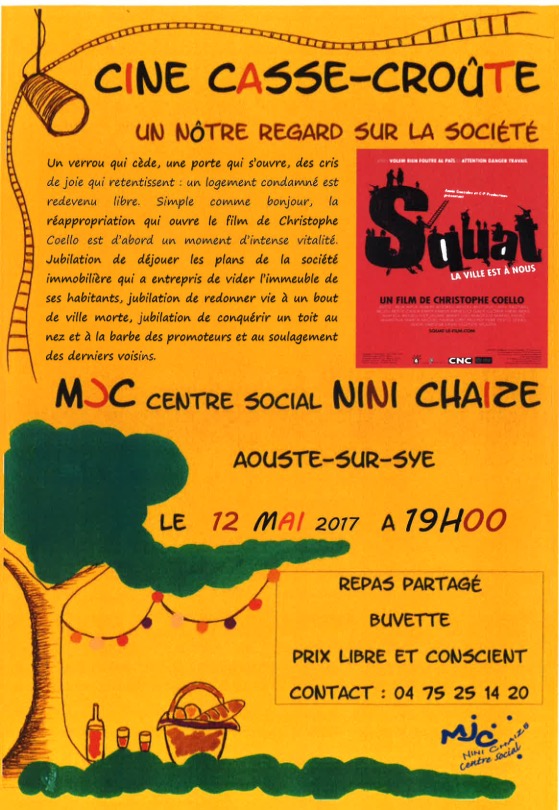 CINE CASSE-CROÛTE
UN NÔTRE REGARD SUR LA SOCIÉTÉ
Un verrou qui cède, une porte qui s'ouvre, des cris
de joie qui retentissent : un logement condamné est
redevenu libre. Simple comme bonjour, la
réappropriation qui ouvre le film de Christophe
Coello est d'abord un moment d'intense vitalité.
Jubilation de déjouer les plans de la société
immobilière qui a entrepris de vider l'immeuble de
ses habitants, jubilation de redonner vie à un bout
de ville morte, jubilation de conquérir un toit au
nez et à la barbe des promoteurs et au soulagement
des derniers voisins.
VOLEM RIEN FOUTRE AL PAÏS ATTENTION DANGER TRAVAIL
Squat
LA VILLE EST À NOUS
UN FILM DE CHRISTOPHE COELLO
CNC
MJC CENTRE SOCIAL NINI CHAIZE
AOUSTE-SUR-SYE
LE 12 MAI 2017 A 19H00
REPAS PARTAGÉ
BUVETTE
PRIX LIBRE ET CONSCIENT
CONTACT : 04 75 25 14 20
MJC
NINI CHAIZE
centre social